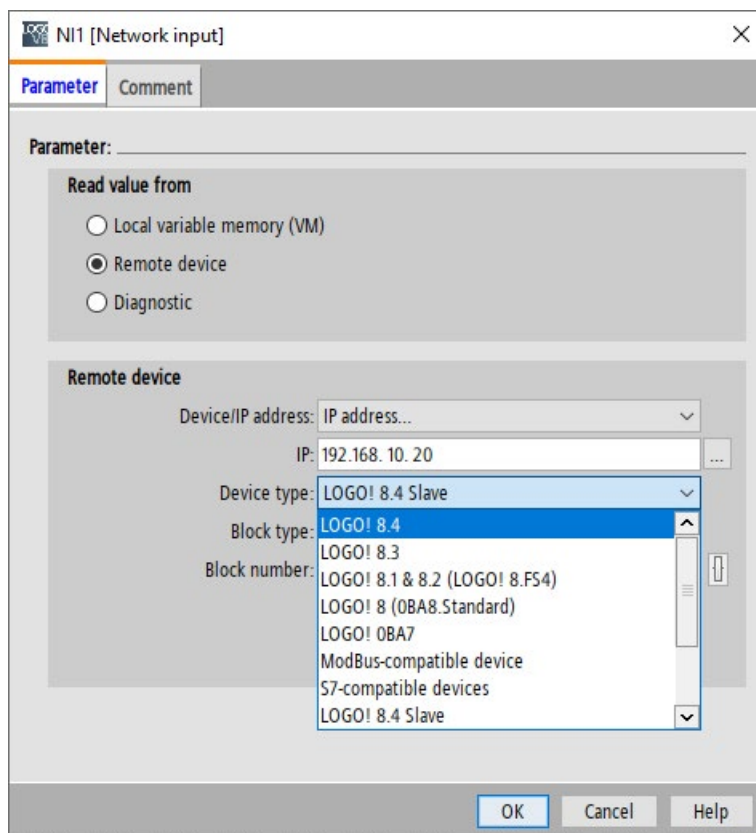 NI1 [Network input]
Parameter Comment
Parameter:
Read value from
Local variable memory (VM)
Remote device
Diagnostic
Remote device
Device/IP address: IP address...
IP: 192.168. 10. 20 ...
Device type: LOGO! 8.4 Slave
Block type:
Block number:
LOGO! 8.4
LOGO! 8.3
LOGO! 8.1 & 8.2 (LOGO! 8.FS4)
LOGO! 8 (0BA8.Standard)
LOGO! 0BA7
ModBus-compatible device
S7-compatible devices
LOGO! 8.4 Slave
OK Cancel Help